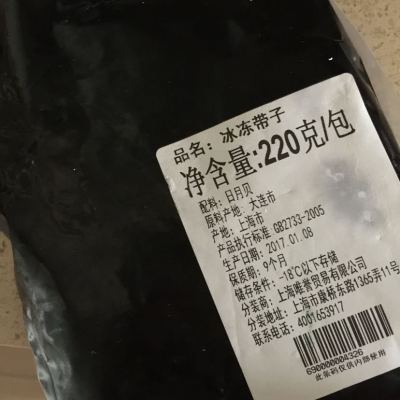 品名：冰冻带子
净含量:220克/包
配料：日月贝
原料产地：大连市
产地：上海市
产品执行标准 GB2733-2005
生产日期：2017.01.08
保质期：9个月
储存条件：-18℃以下存储
分装商：上海唯誉贸易有限公司
分装地址：上海市康桥东路1365弄11号
联系电话：4001653917
690000004326
此条码仅供内部使用